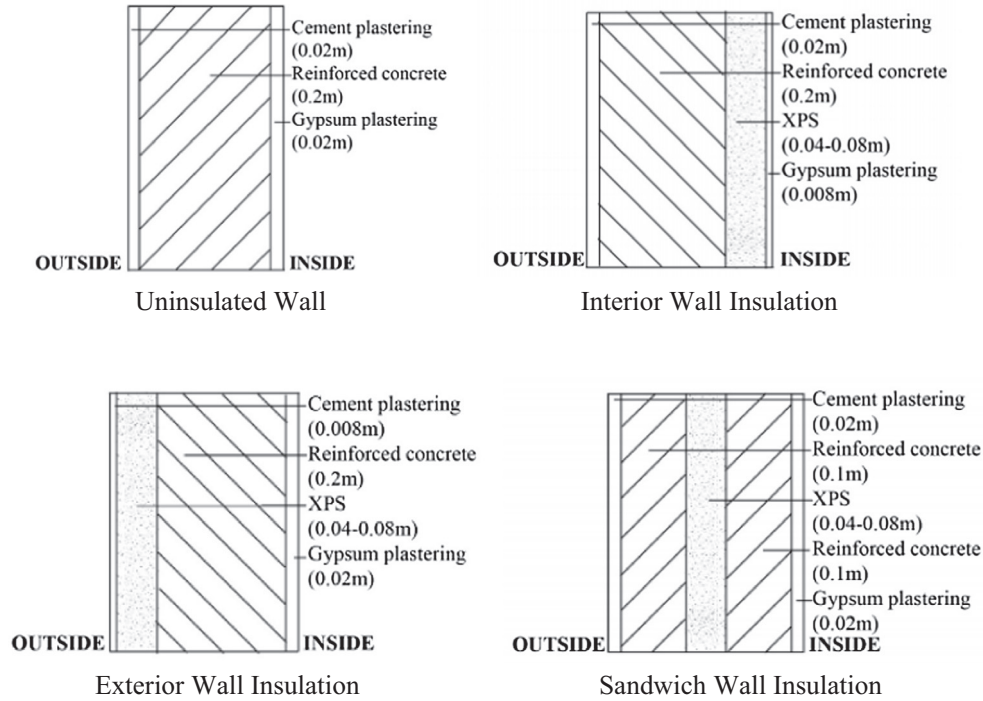 Cement plastering
(0.02m)
Reinforced concrete
(0.2m)
Gypsum plastering
(0.02m)
OUTSIDE
INSIDE
Uninsulated Wall
Cement plastering
(0.02m)
Reinforced concrete
(0.2m)
XPS
(0.04-0.08m)
Gypsum plastering
(0.008m)
OUTSIDE
INSIDE
Interior Wall Insulation
Cement plastering
(0.008m)
Reinforced concrete
(0.2m)
XPS
(0.04-0.08m)
Gypsum plastering
(0.02m)
OUTSIDE
INSIDE
Exterior Wall Insulation
Cement plastering
(0.02m)
Reinforced concrete
(0.1m)
XPS
(0.04-0.08m)
Reinforced concrete
(0.1m)
Gypsum plastering
(0.02m)
OUTSIDE
INSIDE
Sandwich Wall Insulation